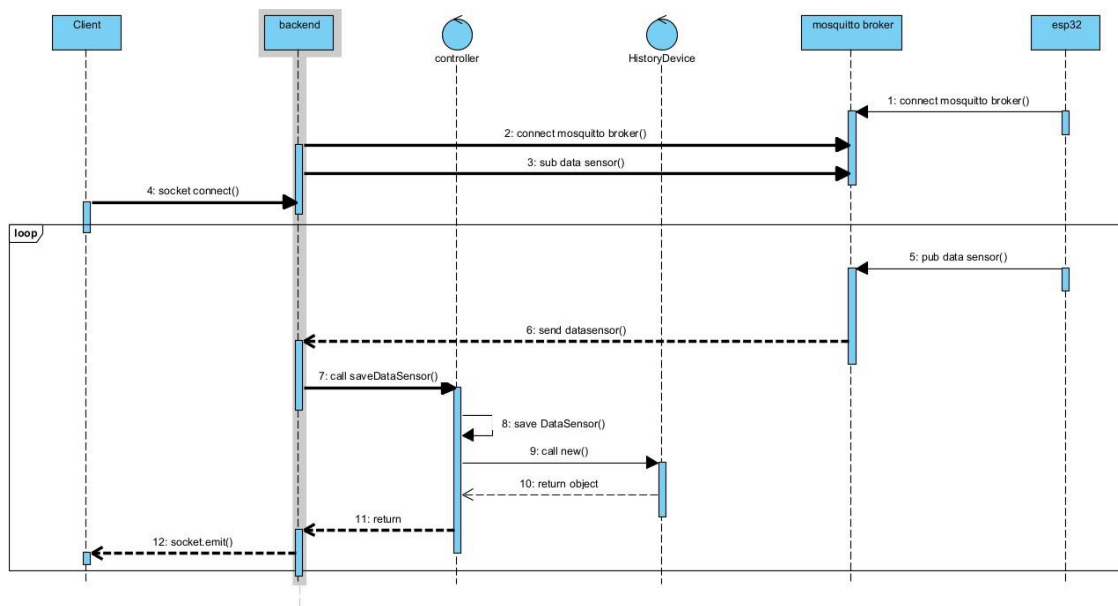 Client
backend
controller
HistoryDevice
mosquitto broker
esp32
1: connect mosquitto broker()
2: connect mosquitto broker()
3: sub data sensor()
4: socket connect()
loop
5: pub data sensor()
6: send datasensor()
7: call saveDataSensor()
8: save DataSensor()
9: call new()
10: return object
11: return
12: socket.emit()